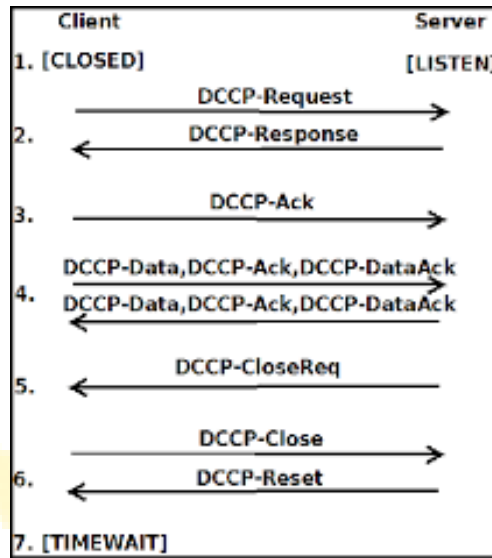 Client Server
1. [CLOSED] [LISTEN]
DCCP-Request
2. DCCP-Response
3. DCCP-Ack
DCCP-Data,DCCP-Ack,DCCP-DataAck
4. DCCP-Data,DCCP-Ack,DCCP-DataAck
5. DCCP-CloseReq
DCCP-Close
6. DCCP-Reset
7. [TIMEWAIT]